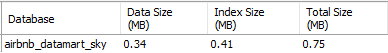 Database Data Size (MB) Index Size (MB) Total Size (MB)
airbnb_datamart_sky 0.34 0.41 0.75